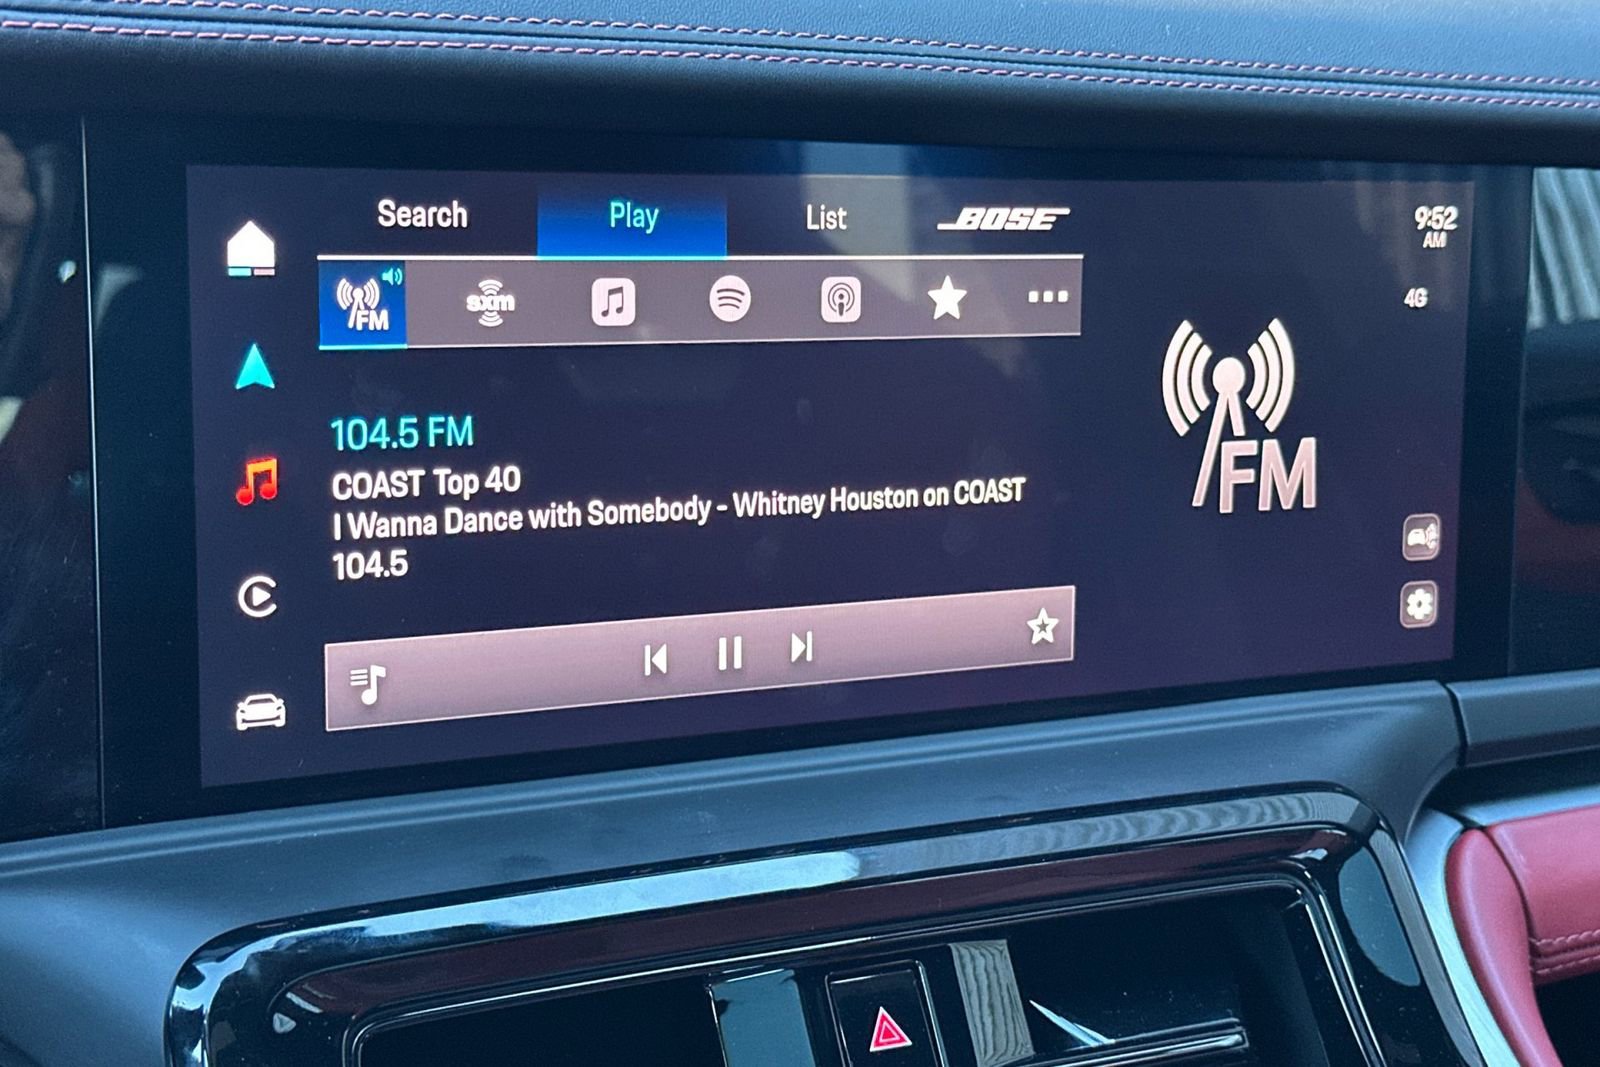 Search Play List BOSE
9:52
AM
FM sxm
4G
104.5 FM
COAST Top 40
I Wanna Dance with Somebody - Whitney Houston on COAST
104.5
FM